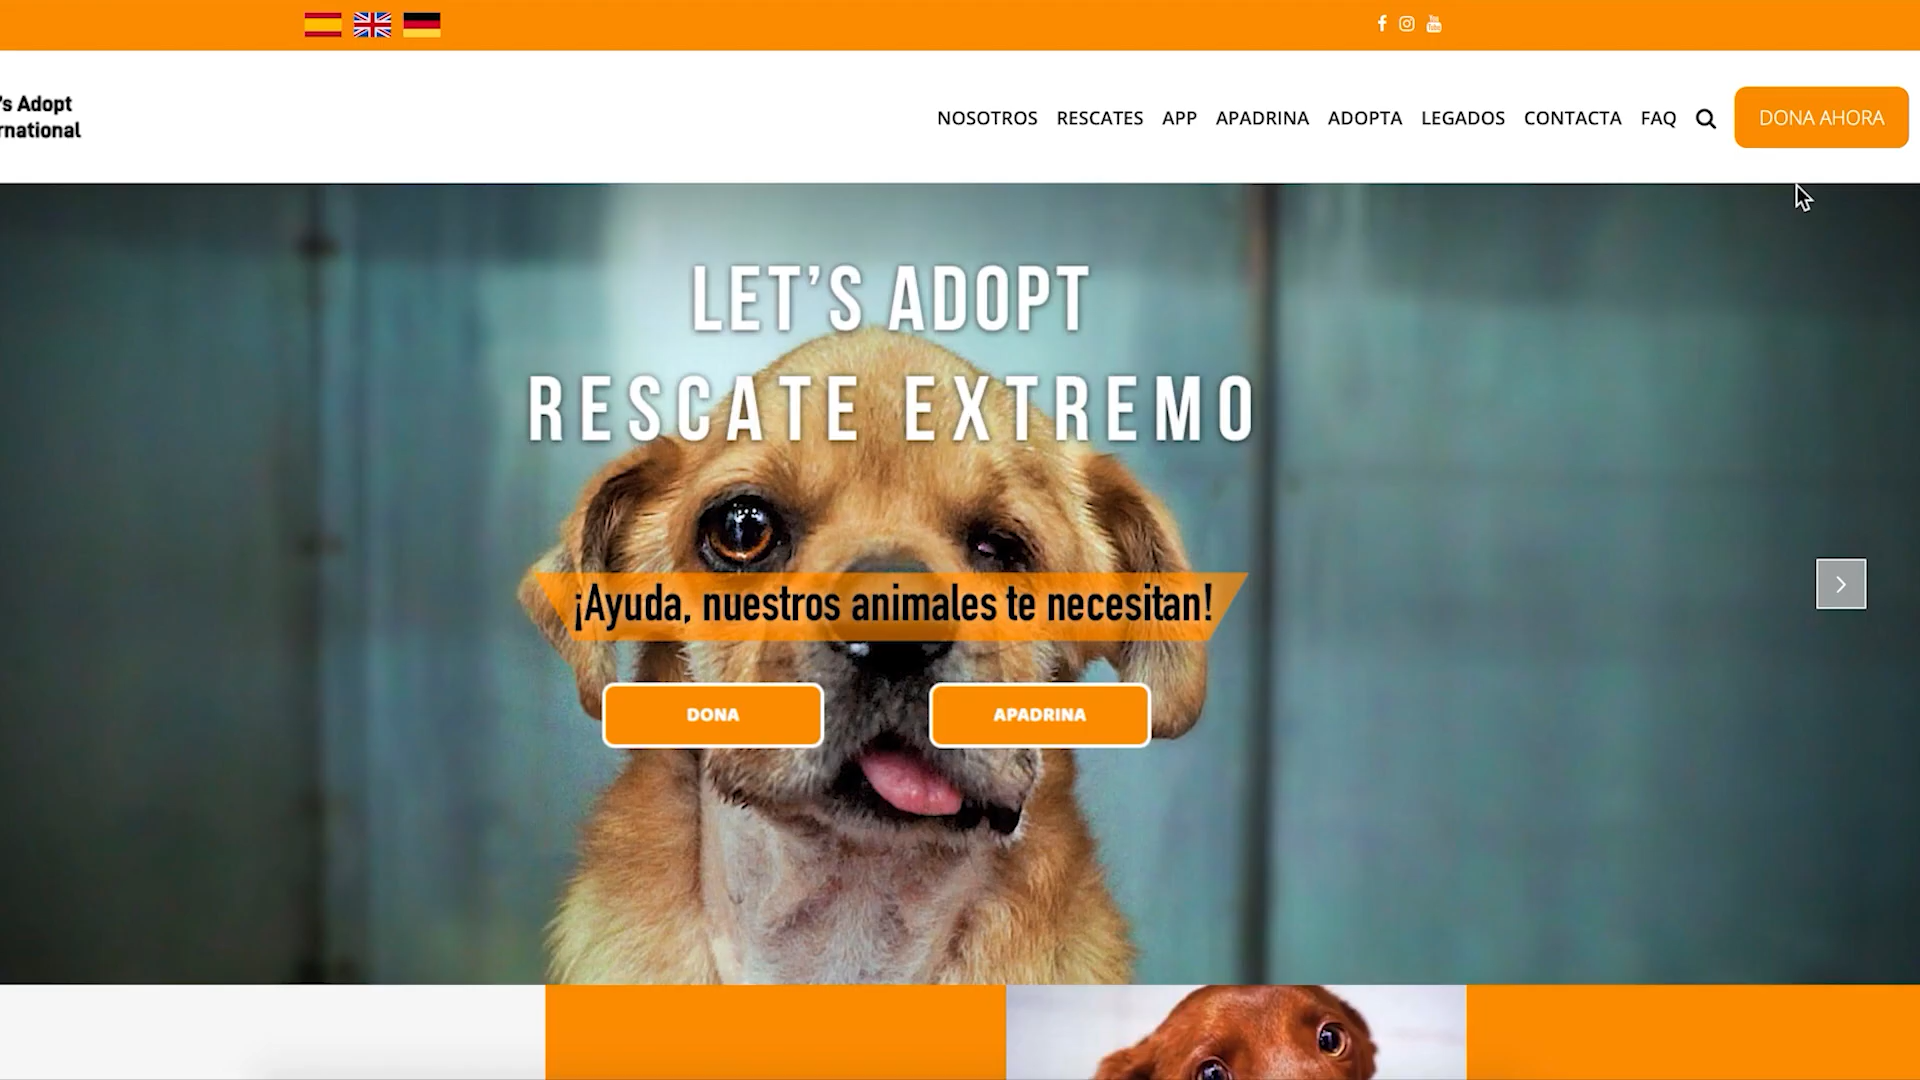 's Adopt
rnational
NOSOTROS RESCATES APP APADRINA ADOPTA LEGADOS CONTACTA FAQ DONA AHORA
LET'S ADOPT
RESCATE EXTREMO
¡Ayuda, nuestros animales te necesitan!
DONA APADRINA